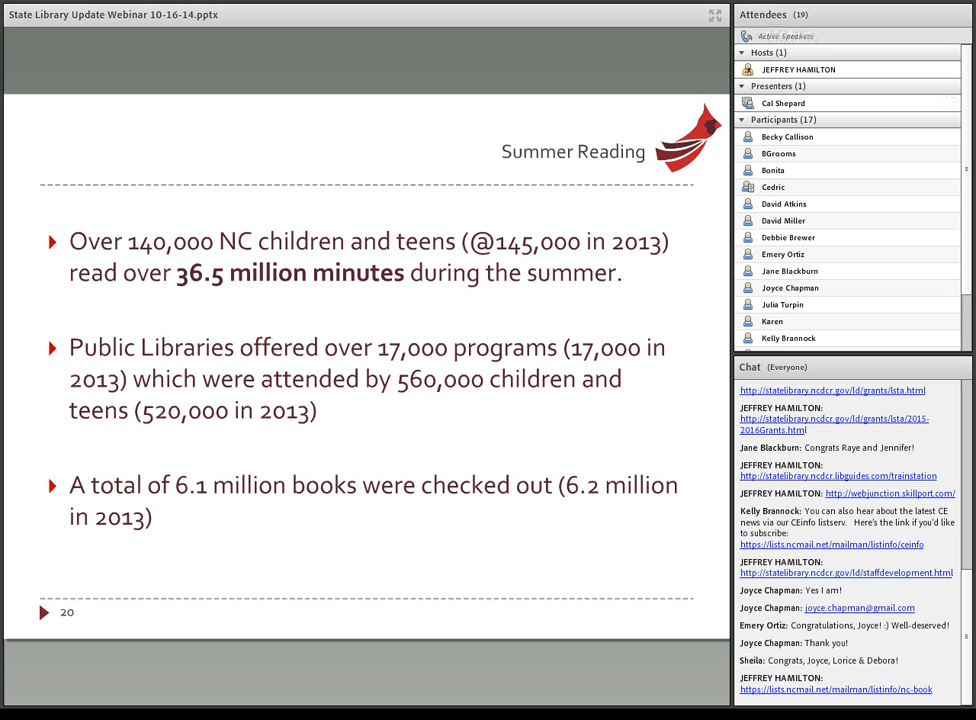 State Library Update Webinar 10-16-14.pptx
Summer Reading
Over 140,000 NC children and teens (@145,000 in 2013)
read over 36.5 million minutes during the summer.
Public Libraries offered over 17,000 programs (17,000 in
2013) which were attended by 560,000 children and
teens (520,000 in 2013)
A total of 6.1 million books were checked out (6.2 million
in 2013)
20
Attendees (19)
Active Speakers
Hosts (1)
JEFFREY HAMILTON
Presenters (1)
Cal Shepard
Participants (17)
Becky Callison
BGrooms
Bonita
Cedric
David Atkins
David Miller
Debbie Brewer
Emery Ortiz
Jane Blackburn
Joyce Chapman
Julia Turpin
Karen
Kelly Brannock
Chat (Everyone)
http://statelibrary.ncdcr.gov/ld/grants/lsta.html
JEFFREY HAMILTON:
http://statelibrary.ncdcr.gov/ld/grants/lsta/2015-
2016Grants.html
Jane Blackburn: Congrats Raye and Jennifer!
JEFFREY HAMILTON:
http://statelibrary.ncdcr.libguides.com/trainstation
JEFFREY HAMILTON: http://webjunction.skillport.com/
Kelly Brannock: You can also hear about the latest CE
news via our CEinfo listserv. Here's the link if you'd like
to subscribe:
https://lists.ncmail.net/mailman/listinfo/ceinfo
JEFFREY HAMILTON:
http://statelibrary.ncdcr.gov/ld/staffdevelopment.html
Joyce Chapman: Yes I am!
Joyce Chapman: joyce.chapman@gmail.com
Emery Ortiz: Congratulations, Joyce! :) Well-deserved!
Joyce Chapman: Thank you!
Sheila: Congrats, Joyce, Lorice & Debora!
JEFFREY HAMILTON:
https://lists.ncmail.net/mailman/listinfo/nc-book